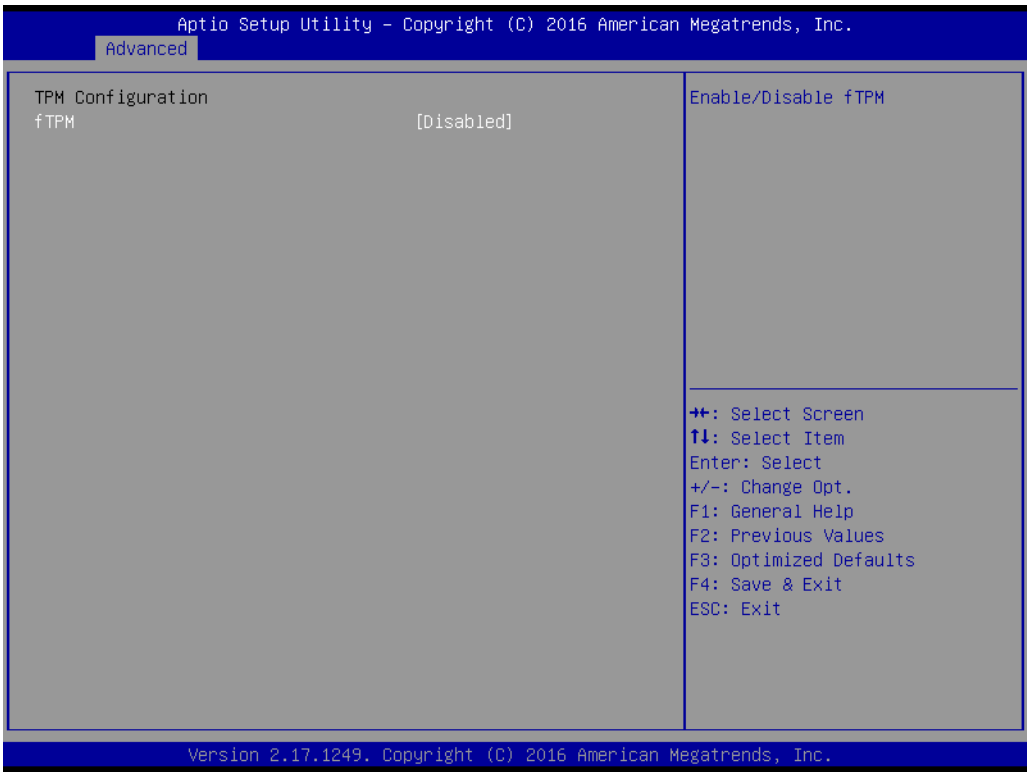 Aptio Setup Utility – Copyright (C) 2016 American Megatrends, Inc.
Advanced
TPM Configuration
fTPM [Disabled]
Enable/Disable fTPM
→←: Select Screen
↑↓: Select Item
Enter: Select
+/-: Change Opt.
F1: General Help
F2: Previous Values
F3: Optimized Defaults
F4: Save & Exit
ESC: Exit
Version 2.17.1249. Copyright (C) 2016 American Megatrends, Inc.